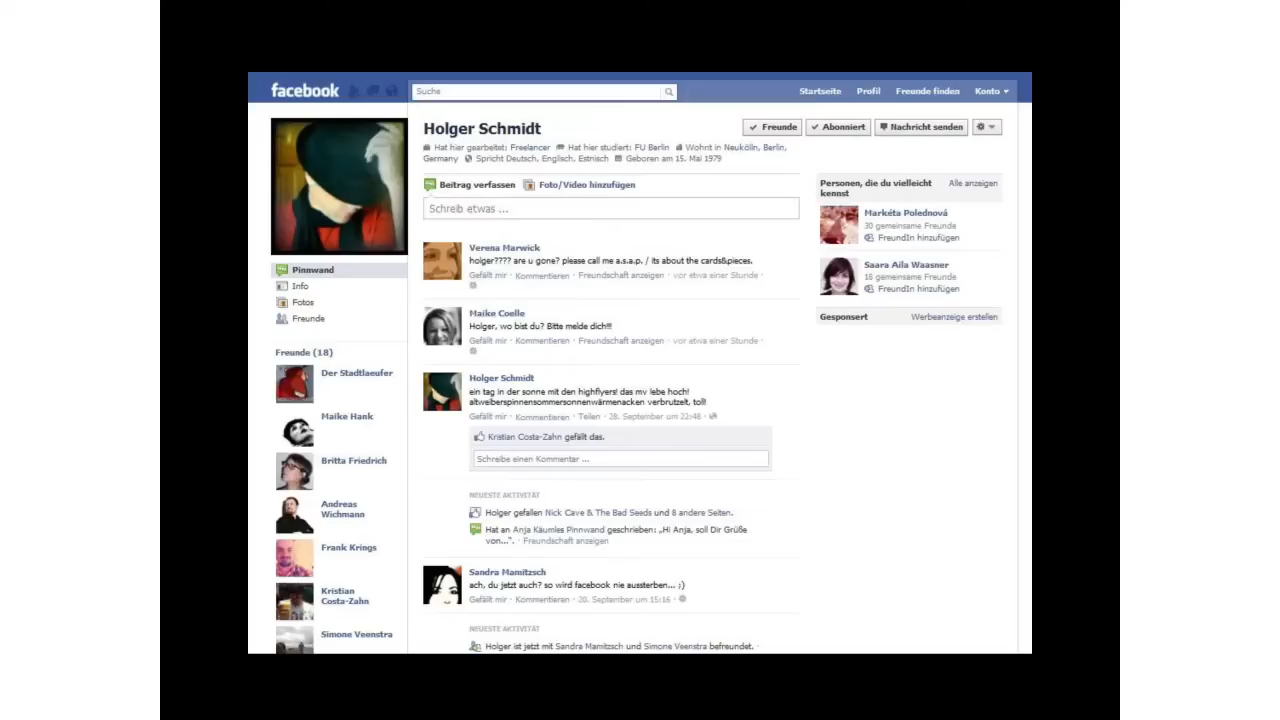 facebook
Suche
Startseite Profil Freunde finden Konto
Holger Schmidt
Freunde Abonniert Nachricht senden
Hat hier gearbeitet: Freelancer Hat hier studiert: FU Berlin Wohnt in Neukölln, Berlin,
Germany Spricht Deutsch, Englisch, Estnisch Geboren am 15. Mai 1979
Beitrag verfassen Foto/Video hinzufügen
Schreib etwas ...
Pinnwand
Info
Fotos
Freunde
Freunde (18)
Der Stadtlaeufer
Maike Hank
Britta Friedrich
Andreas
Wichmann
Frank Krings
Kristian
Costa-Zahn
Simone Veenstra
Verena Marwick
holger???? are u gone? please call me a.s.a.p. / its about the cards&pieces.
Gefällt mir · Kommentieren · Freundschaft anzeigen · vor etwa einer Stunde ·
Maike Coelle
Holger, wo bist du? Bitte melde dich!!!
Gefällt mir · Kommentieren · Freundschaft anzeigen · vor etwa einer Stunde ·
Holger Schmidt
ein tag in der sonne mit den highflyers! das mv lebe hoch!
altweiberspinnensommersonnenwärmenacken verbrutzelt, toll!
Gefällt mir · Kommentieren · Teilen · 28. September um 22:48 ·
Kristian Costa-Zahn gefällt das.
Schreibe einen Kommentar ...
NEUESTE AKTIVITÄT
Holger gefallen Nick Cave & The Bad Seeds und 8 andere Seiten.
Hat an Anja Käumles Pinnwand geschrieben: „Hi Anja, soll Dir Grüße
von...“. · Freundschaft anzeigen
Sandra Mamitzsch
ach, du jetzt auch? so wird facebook nie aussterben... ;)
Gefällt mir · Kommentieren · 20. September um 15:16 ·
NEUESTE AKTIVITÄT
Holger ist jetzt mit Sandra Mamitzsch und Simone Veenstra befreundet. ·
Personen, die du vielleicht Alle anzeigen
kennst
Markéta Polednová
30 gemeinsame Freunde
FreundIn hinzufügen
Saara Aila Waasner
18 gemeinsame Freunde
FreundIn hinzufügen
Gesponsert Werbeanzeige erstellen